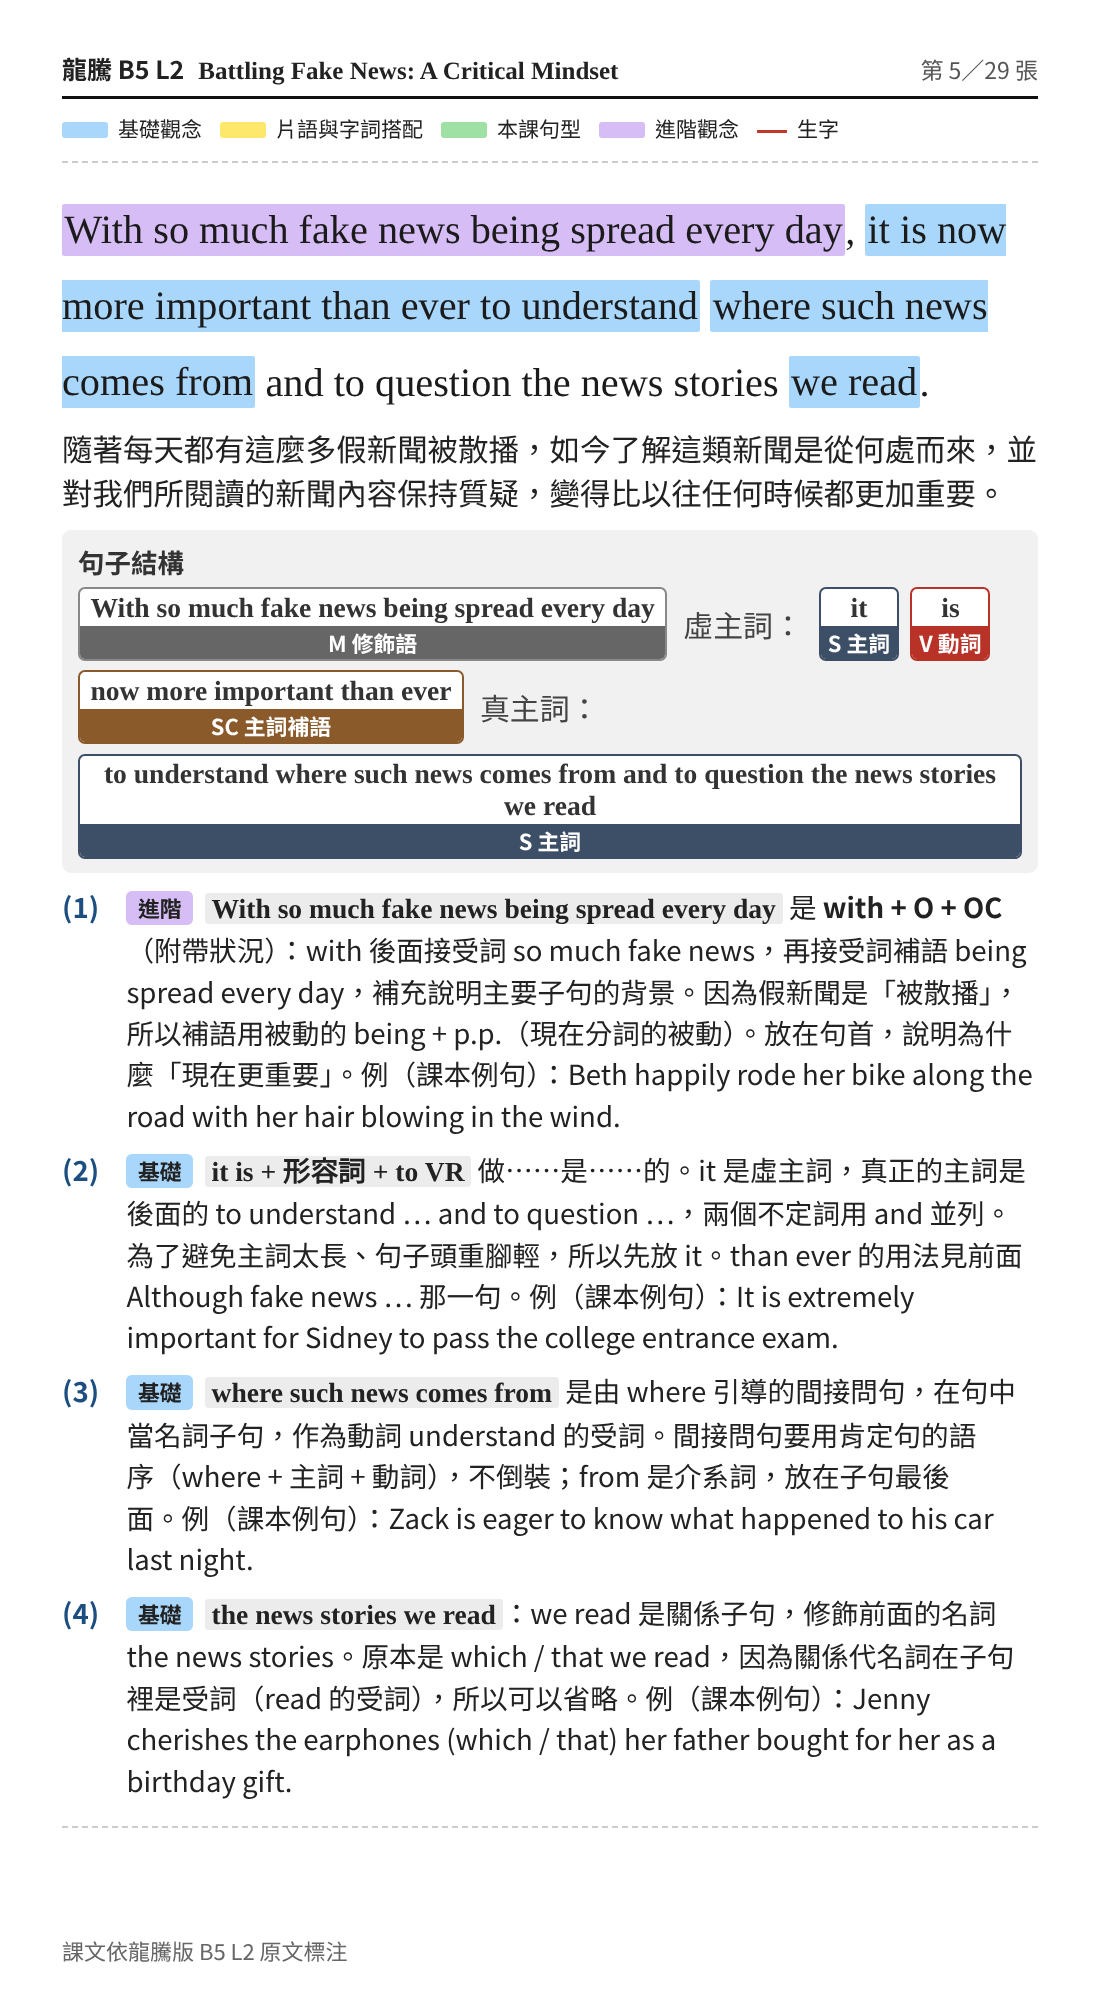 龍騰 B5 L2 Battling Fake News: A Critical Mindset 第 5／29 張
基礎觀念 片語與字詞搭配 本課句型 進階觀念 生字
With so much fake news being spread every day, it is now
more important than ever to understand where such news
comes from and to question the news stories we read.
隨著每天都有這麼多假新聞被散播，如今了解這類新聞是從何處而來，並
對我們所閱讀的新聞內容保持質疑，變得比以往任何時候都更加重要。
句子結構
With so much fake news being spread every day 虛主詞： it is
M 修飾語 S 主詞 V 動詞
now more important than ever 真主詞：
SC 主詞補語
to understand where such news comes from and to question the news stories
we read
S 主詞
(1) 進階 With so much fake news being spread every day 是 with + O + OC
（附帶狀況）：with 後面接受詞 so much fake news，再接受詞補語 being
spread every day，補充說明主要子句的背景。因為假新聞是「被散播」，
所以補語用被動的 being + p.p.（現在分詞的被動）。放在句首，說明為什
麼「現在更重要」。例（課本例句）：Beth happily rode her bike along the
road with her hair blowing in the wind.
(2) 基礎 it is + 形容詞 + to VR 做⋯⋯是⋯⋯的。it 是虛主詞，真正的主詞是
後面的 to understand … and to question …，兩個不定詞用 and 並列。
為了避免主詞太長、句子頭重腳輕，所以先放 it。than ever 的用法見前面
Although fake news … 那一句。例（課本例句）：It is extremely
important for Sidney to pass the college entrance exam.
(3) 基礎 where such news comes from 是由 where 引導的間接問句，在句中
當名詞子句，作為動詞 understand 的受詞。間接問句要用肯定句的語
序（where + 主詞 + 動詞），不倒裝；from 是介系詞，放在子句最後
面。例（課本例句）：Zack is eager to know what happened to his car
last night.
(4) 基礎 the news stories we read：we read 是關係子句，修飾前面的名詞
the news stories。原本是 which / that we read，因為關係代名詞在子句
裡是受詞（read 的受詞），所以可以省略。例（課本例句）：Jenny
cherishes the earphones (which / that) her father bought for her as a
birthday gift.
課文依龍騰版 B5 L2 原文標注